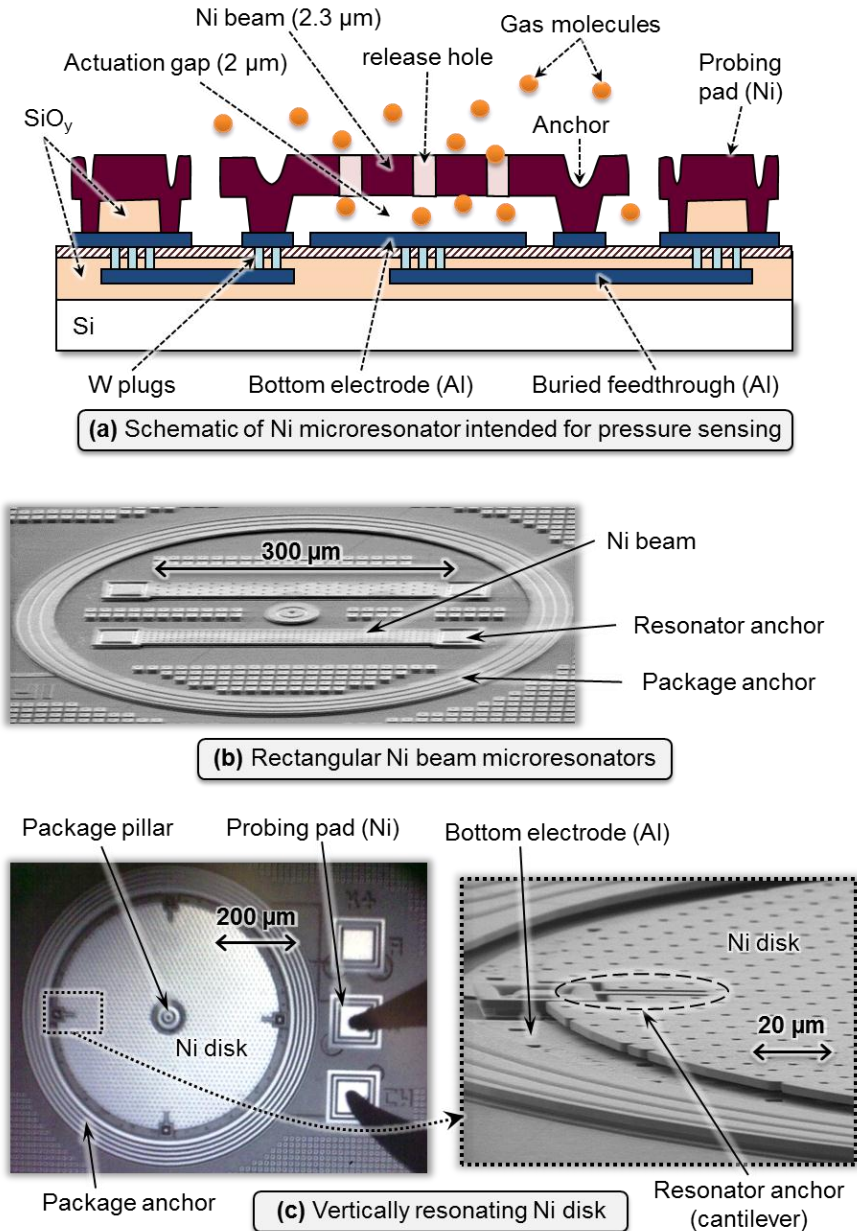 Ni beam (2.3 µm)
Gas molecules
Actuation gap (2 µm)
release hole
Probing
pad (Ni)
SiOy
Anchor
Si
W plugs
Bottom electrode (Al)
Buried feedthrough (Al)
(a) Schematic of Ni microresonator intended for pressure sensing
300 µm
Ni beam
Resonator anchor
Package anchor
(b) Rectangular Ni beam microresonators
Package pillar
Probing pad (Ni)
Bottom electrode (Al)
200 µm
Ni disk
Ni disk
20 µm
Package anchor
(c) Vertically resonating Ni disk
Resonator anchor
(cantilever)